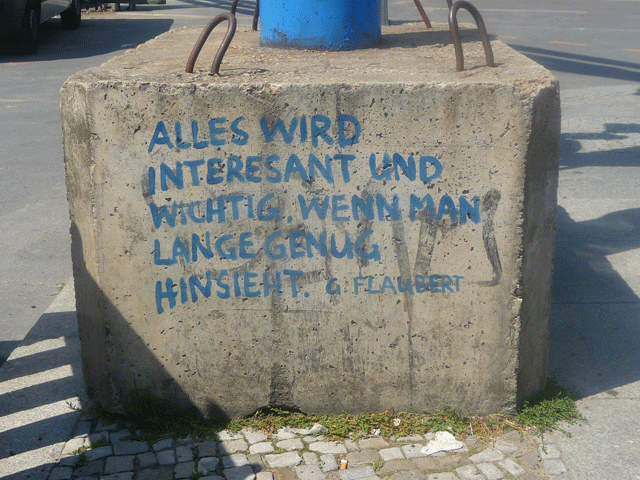 ALLES WIRD
INTERESANT UND
WICHTIG, WENN MAN
LANGE GENUG
HINSIEHT. G FLAUBERT